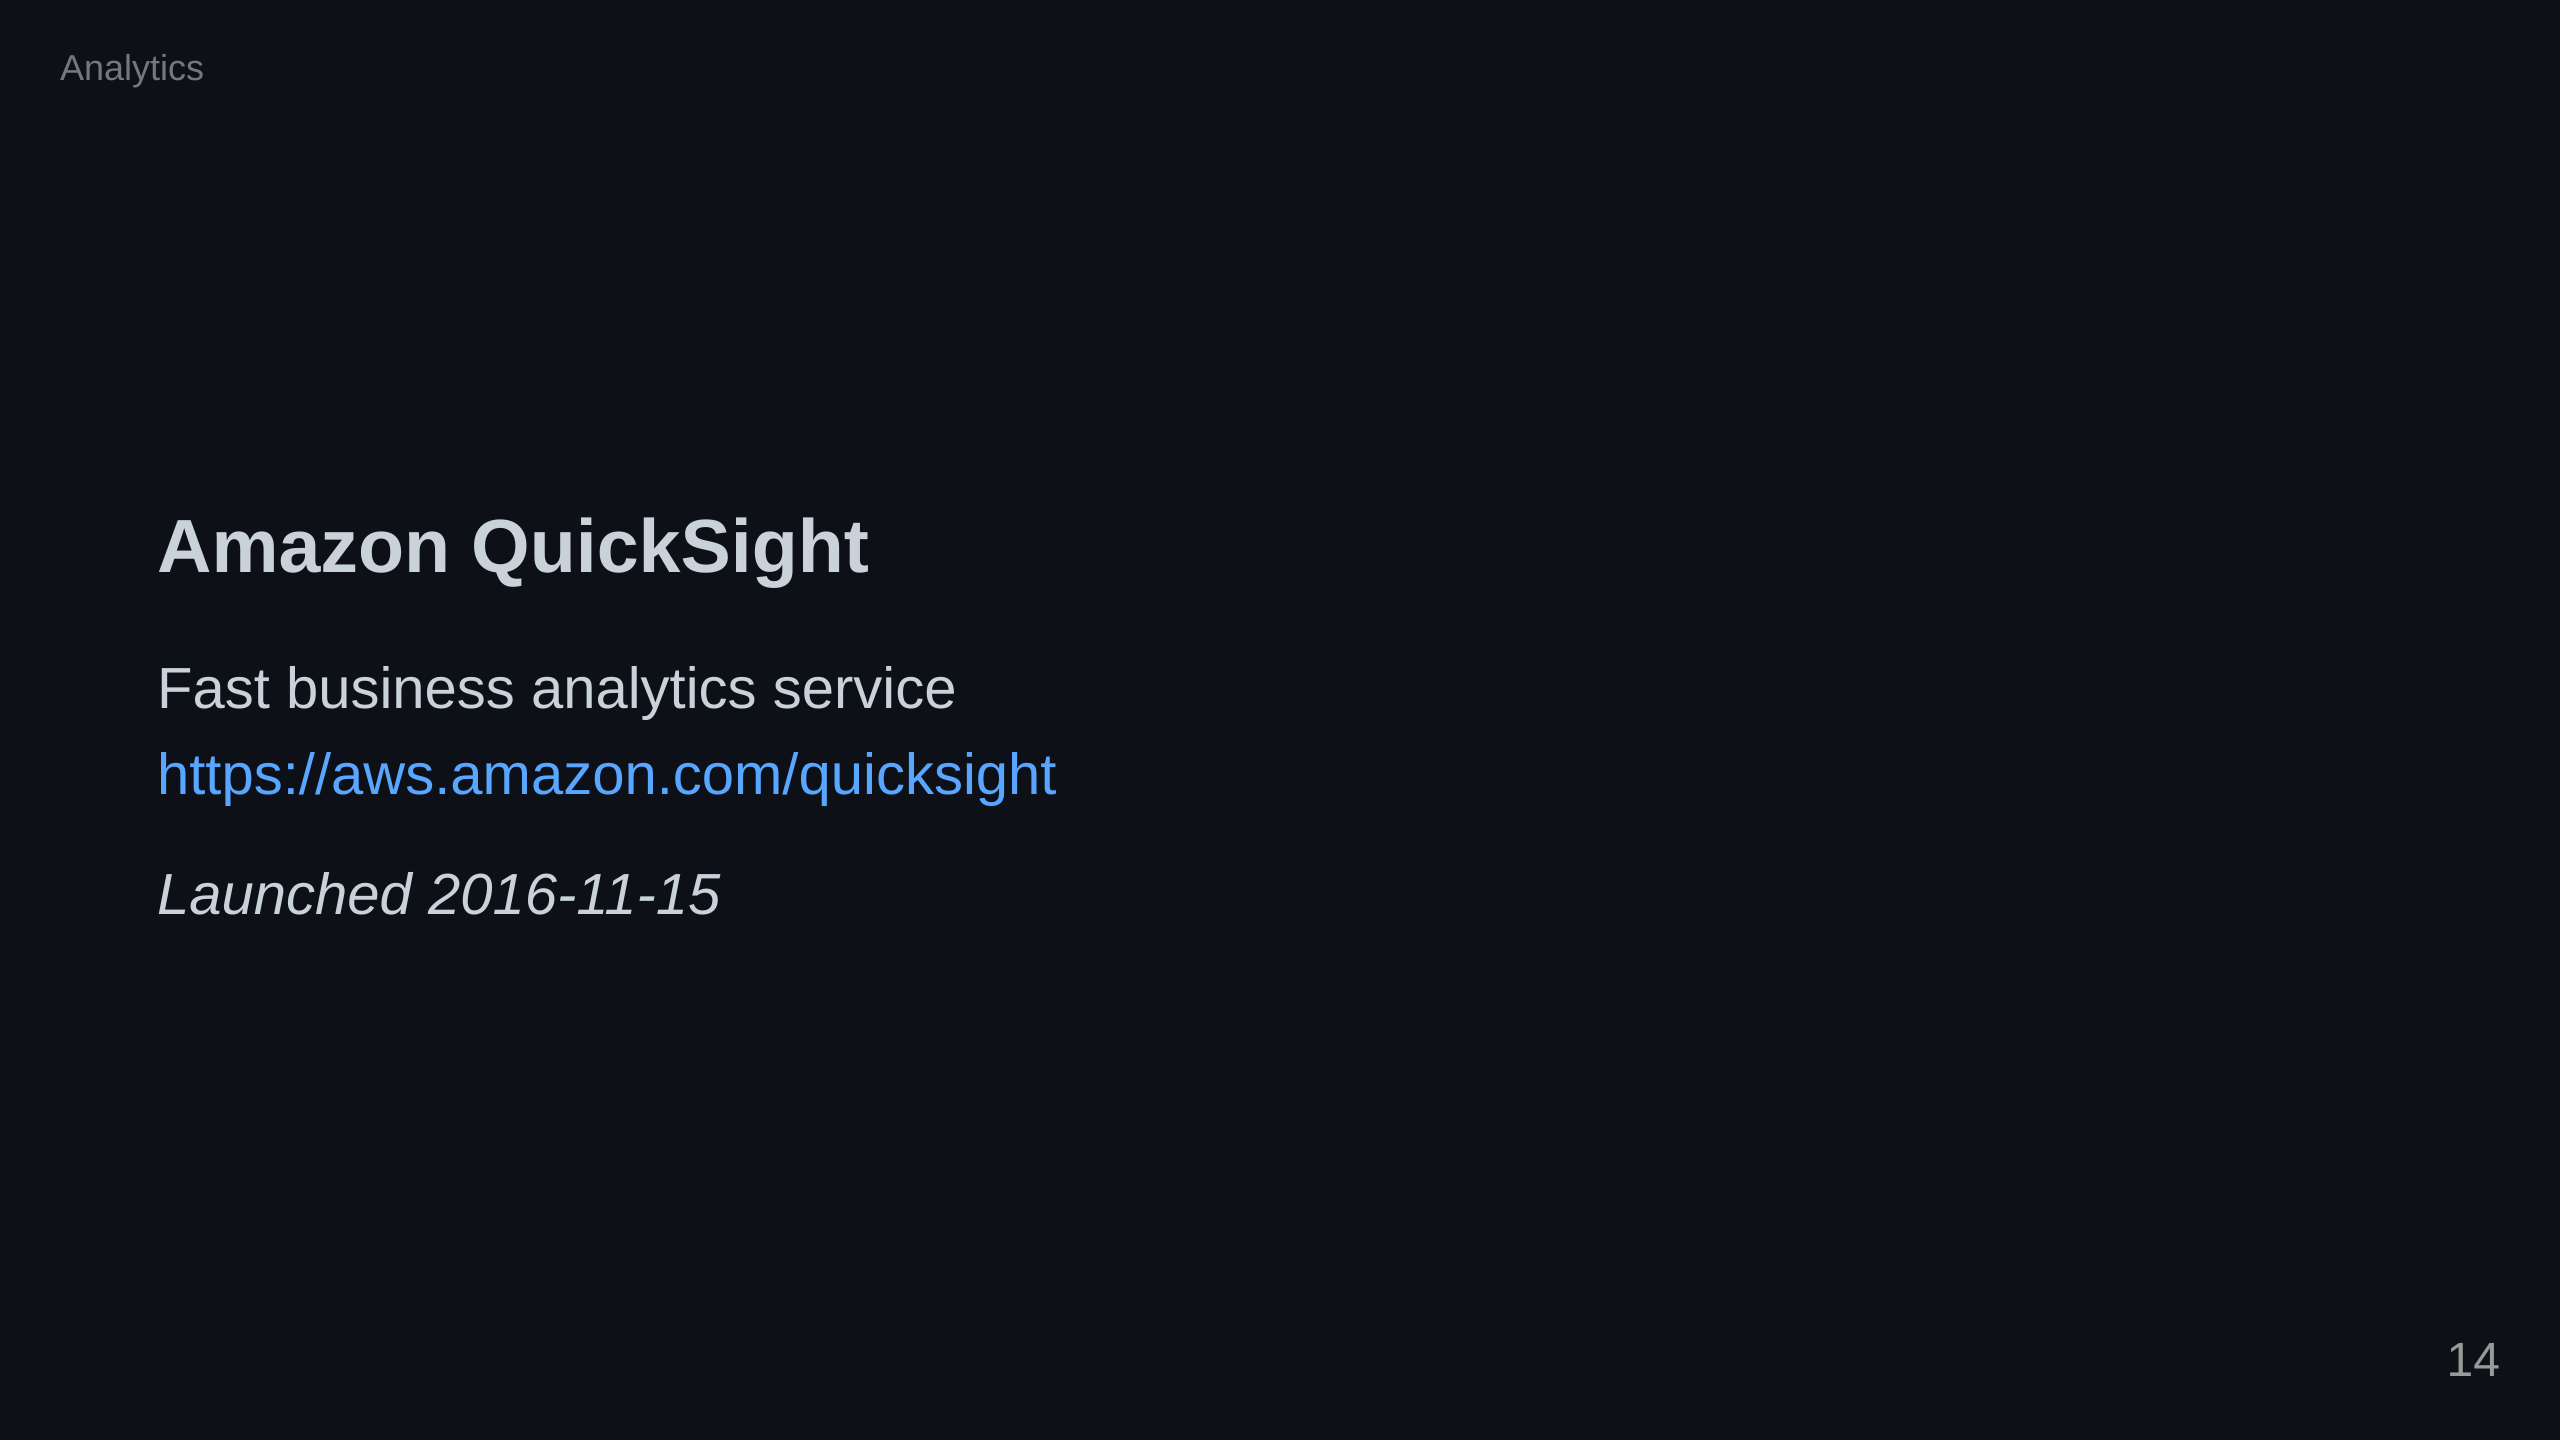 Analytics
Amazon QuickSight
Fast business analytics service
https://aws.amazon.com/quicksight
Launched 2016-11-15
14